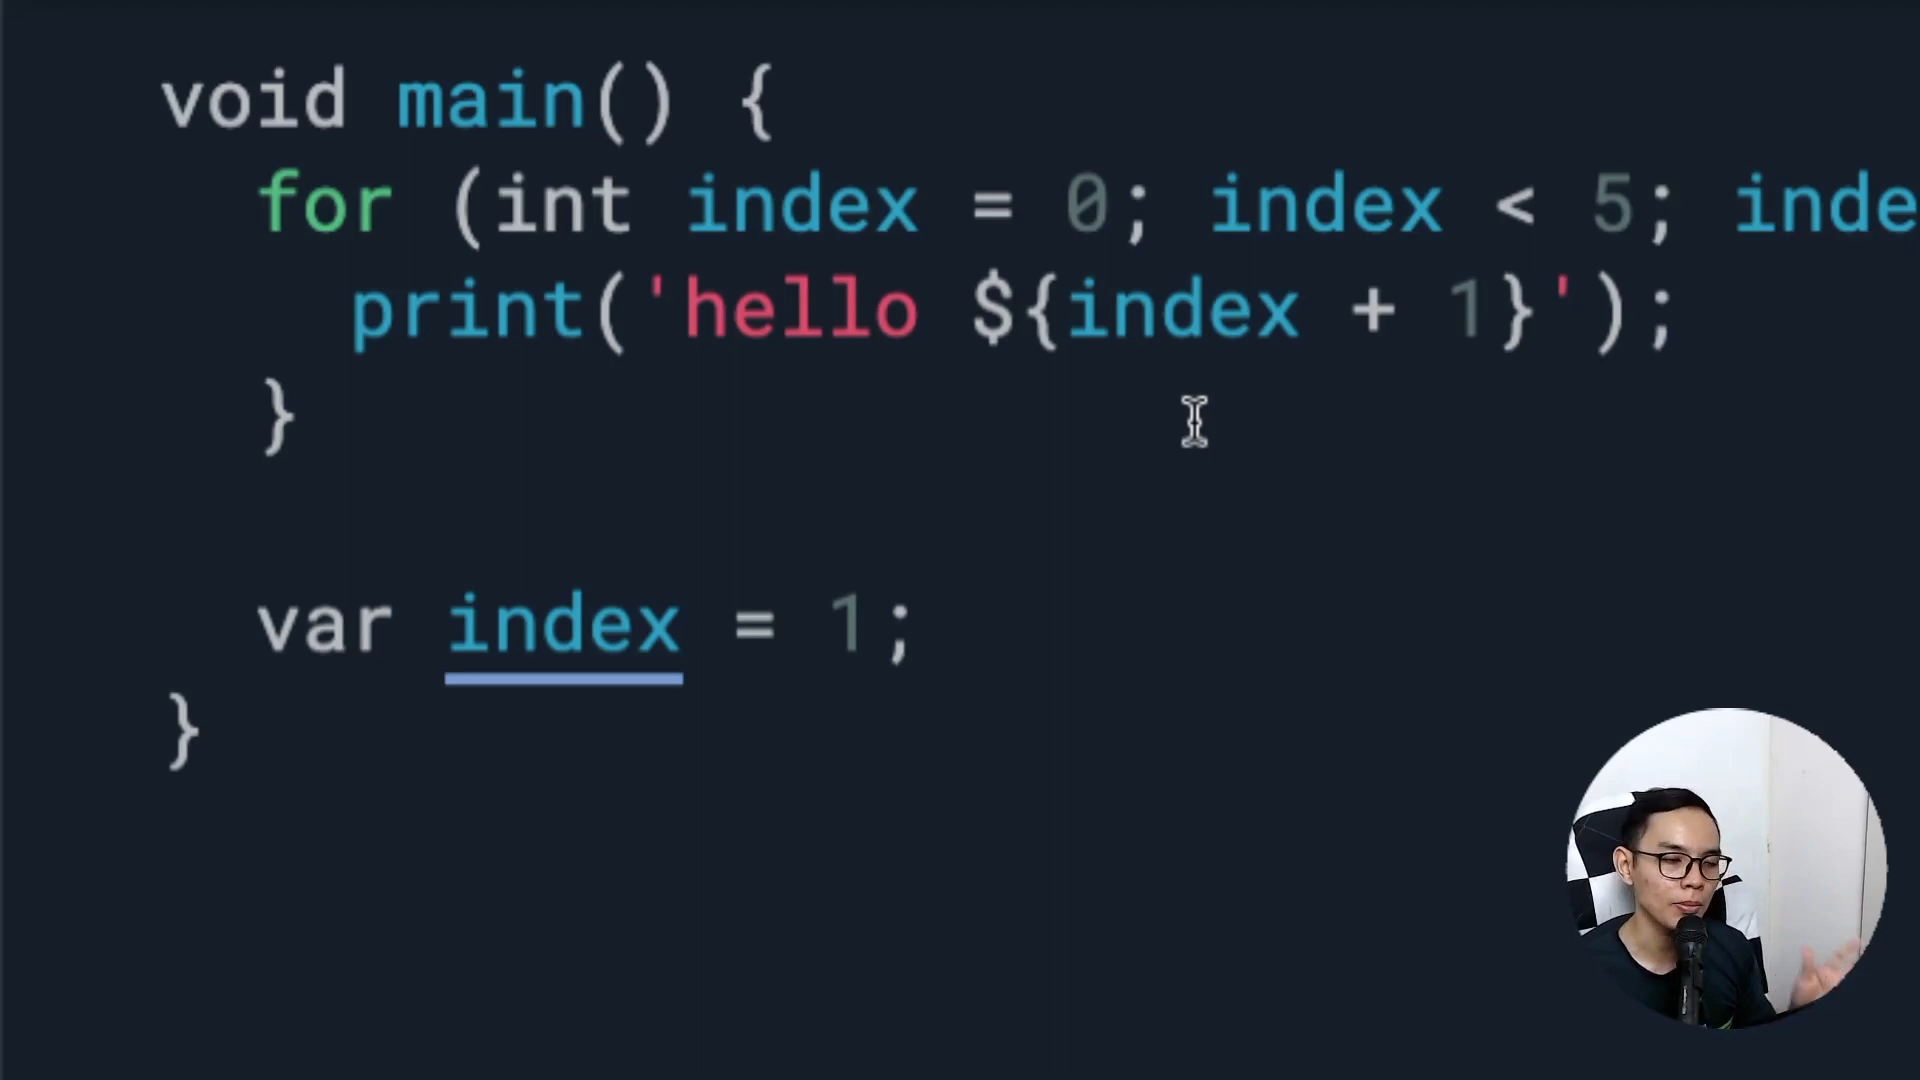 void main() {
for (int index = 0; index < 5; inde
print('hello ${index + 1}');
}
var index = 1;
}